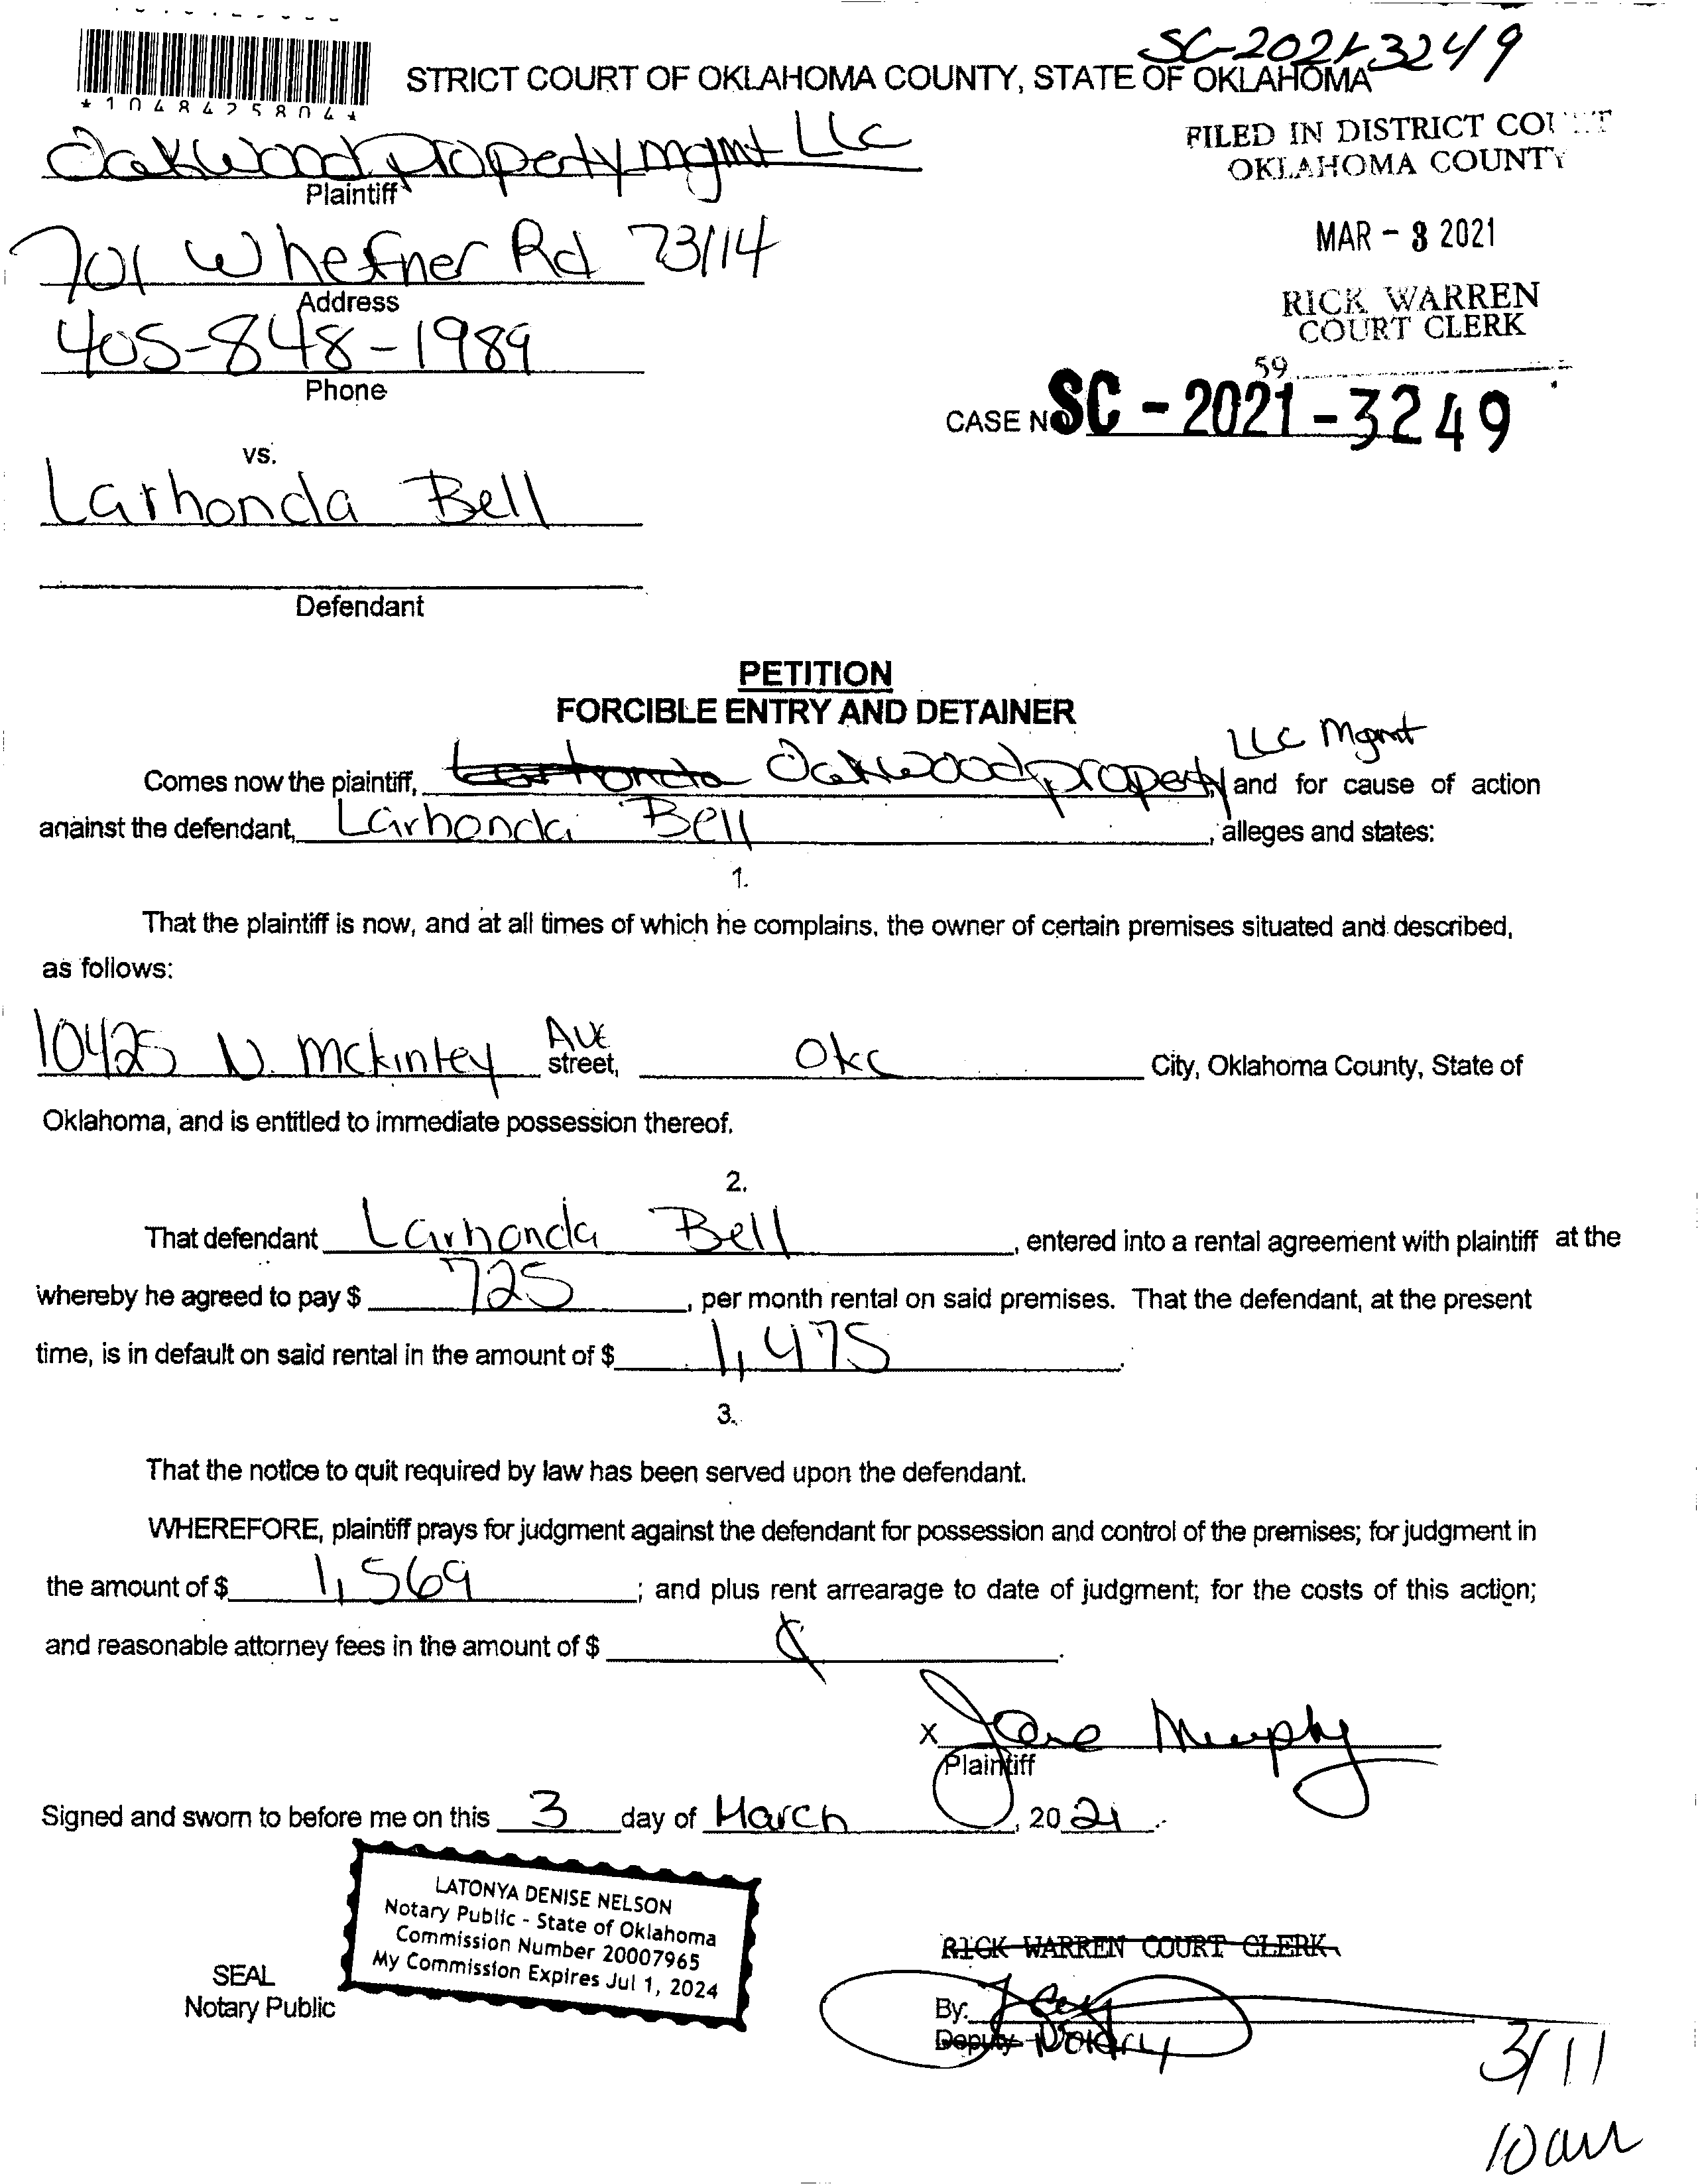 SC-2021-3249
*1048425804*
STRICT COURT OF OKLAHOMA COUNTY, STATE OF OKLAHOMA
Oakwood Property mgmt LLC
Plaintiff
FILED IN DISTRICT COURT
OKLAHOMA COUNTY
701 W hefner Rd 73114
Address
MAR - 8 2021
405-848-1989
Phone
RICK WARREN
COURT CLERK
59
CASE NO SC - 2021 - 3249
vs.
Larhonda Bell
Defendant
PETITION
FORCIBLE ENTRY AND DETAINER
LLC Mgmt
Comes now the plaintiff, Larhonda Oakwood property, and for cause of action
against the defendant, Larhonda Bell, alleges and states:
1.
That the plaintiff is now, and at all times of which he complains, the owner of certain premises situated and described,
as follows:
10425 N. Mckinley Ave street, Okc City, Oklahoma County, State of
Oklahoma, and is entitled to immediate possession thereof.
2.
That defendant Larhonda Bell, entered into a rental agreement with plaintiff at the
whereby he agreed to pay $ 725, per month rental on said premises. That the defendant, at the present
time, is in default on said rental in the amount of $ 1,475.
3.
That the notice to quit required by law has been served upon the defendant.
WHEREFORE, plaintiff prays for judgment against the defendant for possession and control of the premises; for judgment in
the amount of $ 1,569; and plus rent arrearage to date of judgment; for the costs of this action;
and reasonable attorney fees in the amount of $
X Jane Murphy
Plaintiff
Signed and sworn to before me on this 3 day of March, 20 21.
LATONYA DENISE NELSON
Notary Public - State of Oklahoma
Commission Number 20007965
My Commission Expires Jul 1, 2024
SEAL
Notary Public
RICK WARREN COURT CLERK
By:
Deputy Notary
3/11
10am